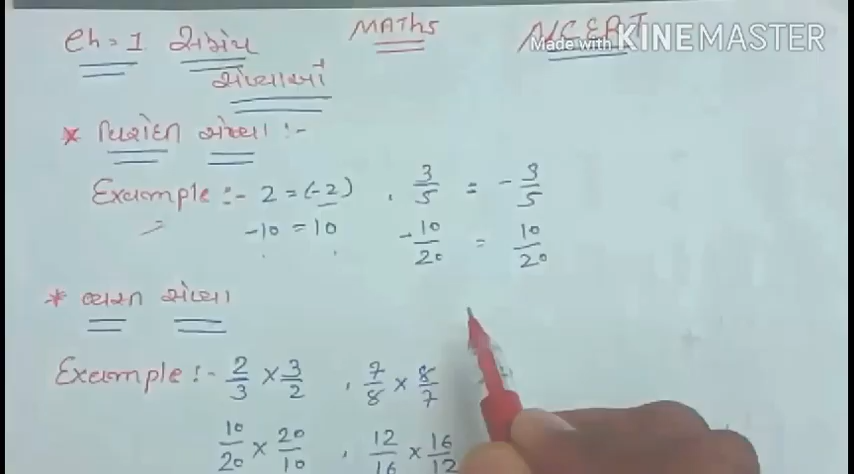 Ch = 1 સંમેય MATHS NCERT
Made with KINEMASTER
સંખ્યાઓ
* વિરોધી સંખ્યા :-
Example :- 2 = (-2) , 3/5 = - 3/5
-10 = 10 - 10/20 = 10/20
* વ્યસ્ત સંખ્યા
Example :- 2/3 × 3/2 , 7/8 × 8/7
10/20 × 20/10 , 12/16 × 16/12